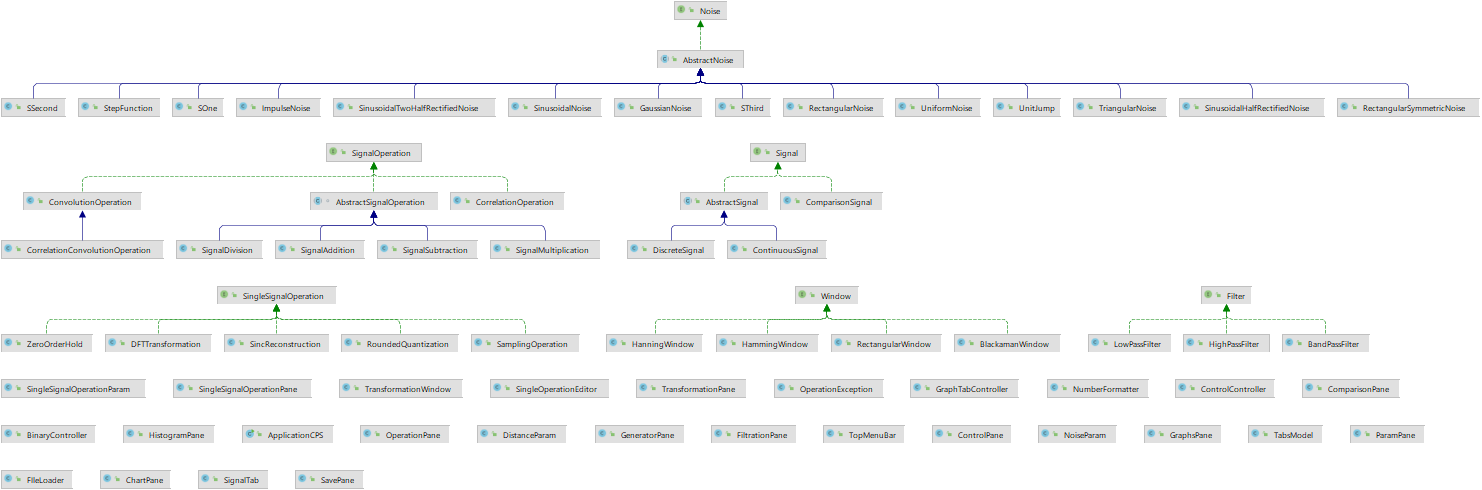 Noise
AbstractNoise
SSecond StepFunction SOne ImpulseNoise SinusoidalTwoHalfRectifiedNoise SinusoidalNoise GaussianNoise SThird RectangularNoise UniformNoise UnitJump TriangularNoise SinusoidalHalfRectifiedNoise RectangularSymmetricNoise
SignalOperation Signal
ConvolutionOperation AbstractSignalOperation CorrelationOperation AbstractSignal ComparisonSignal
CorrelationConvolutionOperation SignalDivision SignalAddition SignalSubtraction SignalMultiplication DiscreteSignal ContinuousSignal
SingleSignalOperation Window Filter
ZeroOrderHold DFTTransformation SincReconstruction RoundedQuantization SamplingOperation HanningWindow HammingWindow RectangularWindow BlackamanWindow LowPassFilter HighPassFilter BandPassFilter
SingleSignalOperationParam SingleSignalOperationPane TransformationWindow SingleOperationEditor TransformationPane OperationException GraphTabController NumberFormatter ControlController ComparisonPane
BinaryController HistogramPane ApplicationCPS OperationPane DistanceParam GeneratorPane FiltrationPane TopMenuBar ControlPane NoiseParam GraphsPane TabsModel ParamPane
FIleLoader ChartPane SignalTab SavePane